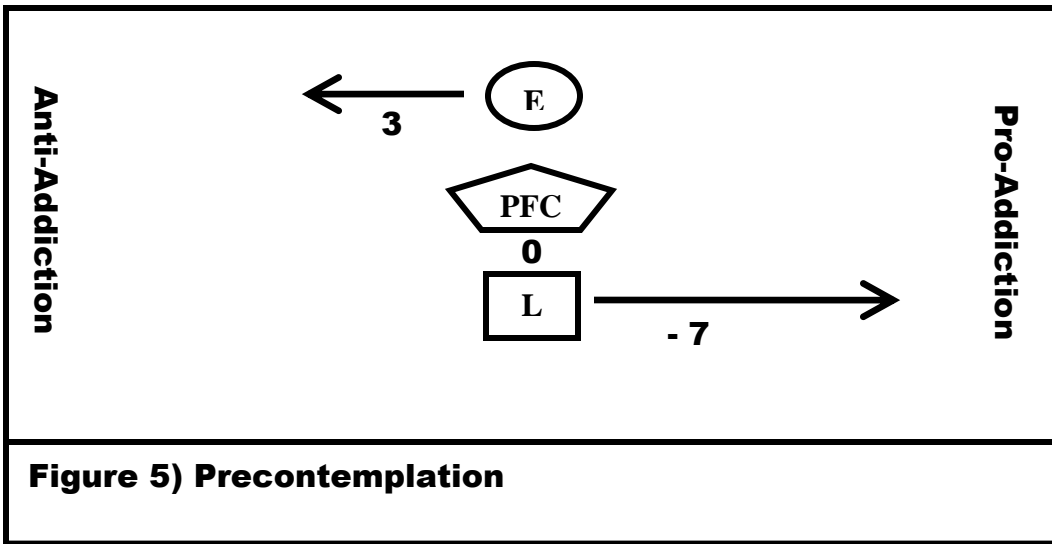 Anti-Addiction
E
3
PFC
0
L
- 7
Pro-Addiction
Figure 5) Precontemplation